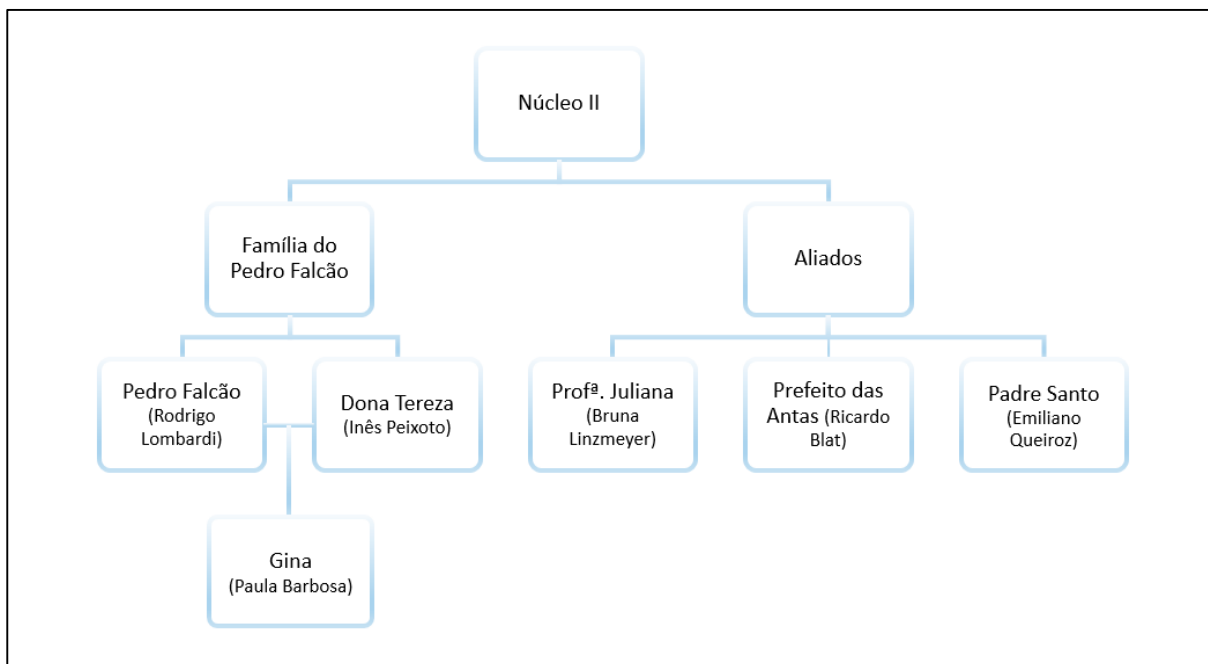 Núcleo II
Família do
Pedro Falcão
Aliados
Pedro Falcão
(Rodrigo
Lombardi)
Dona Tereza
(Inês Peixoto)
Profª. Juliana
(Bruna
Linzmeyer)
Prefeito das
Antas (Ricardo
Blat)
Padre Santo
(Emiliano
Queiroz)
Gina
(Paula Barbosa)